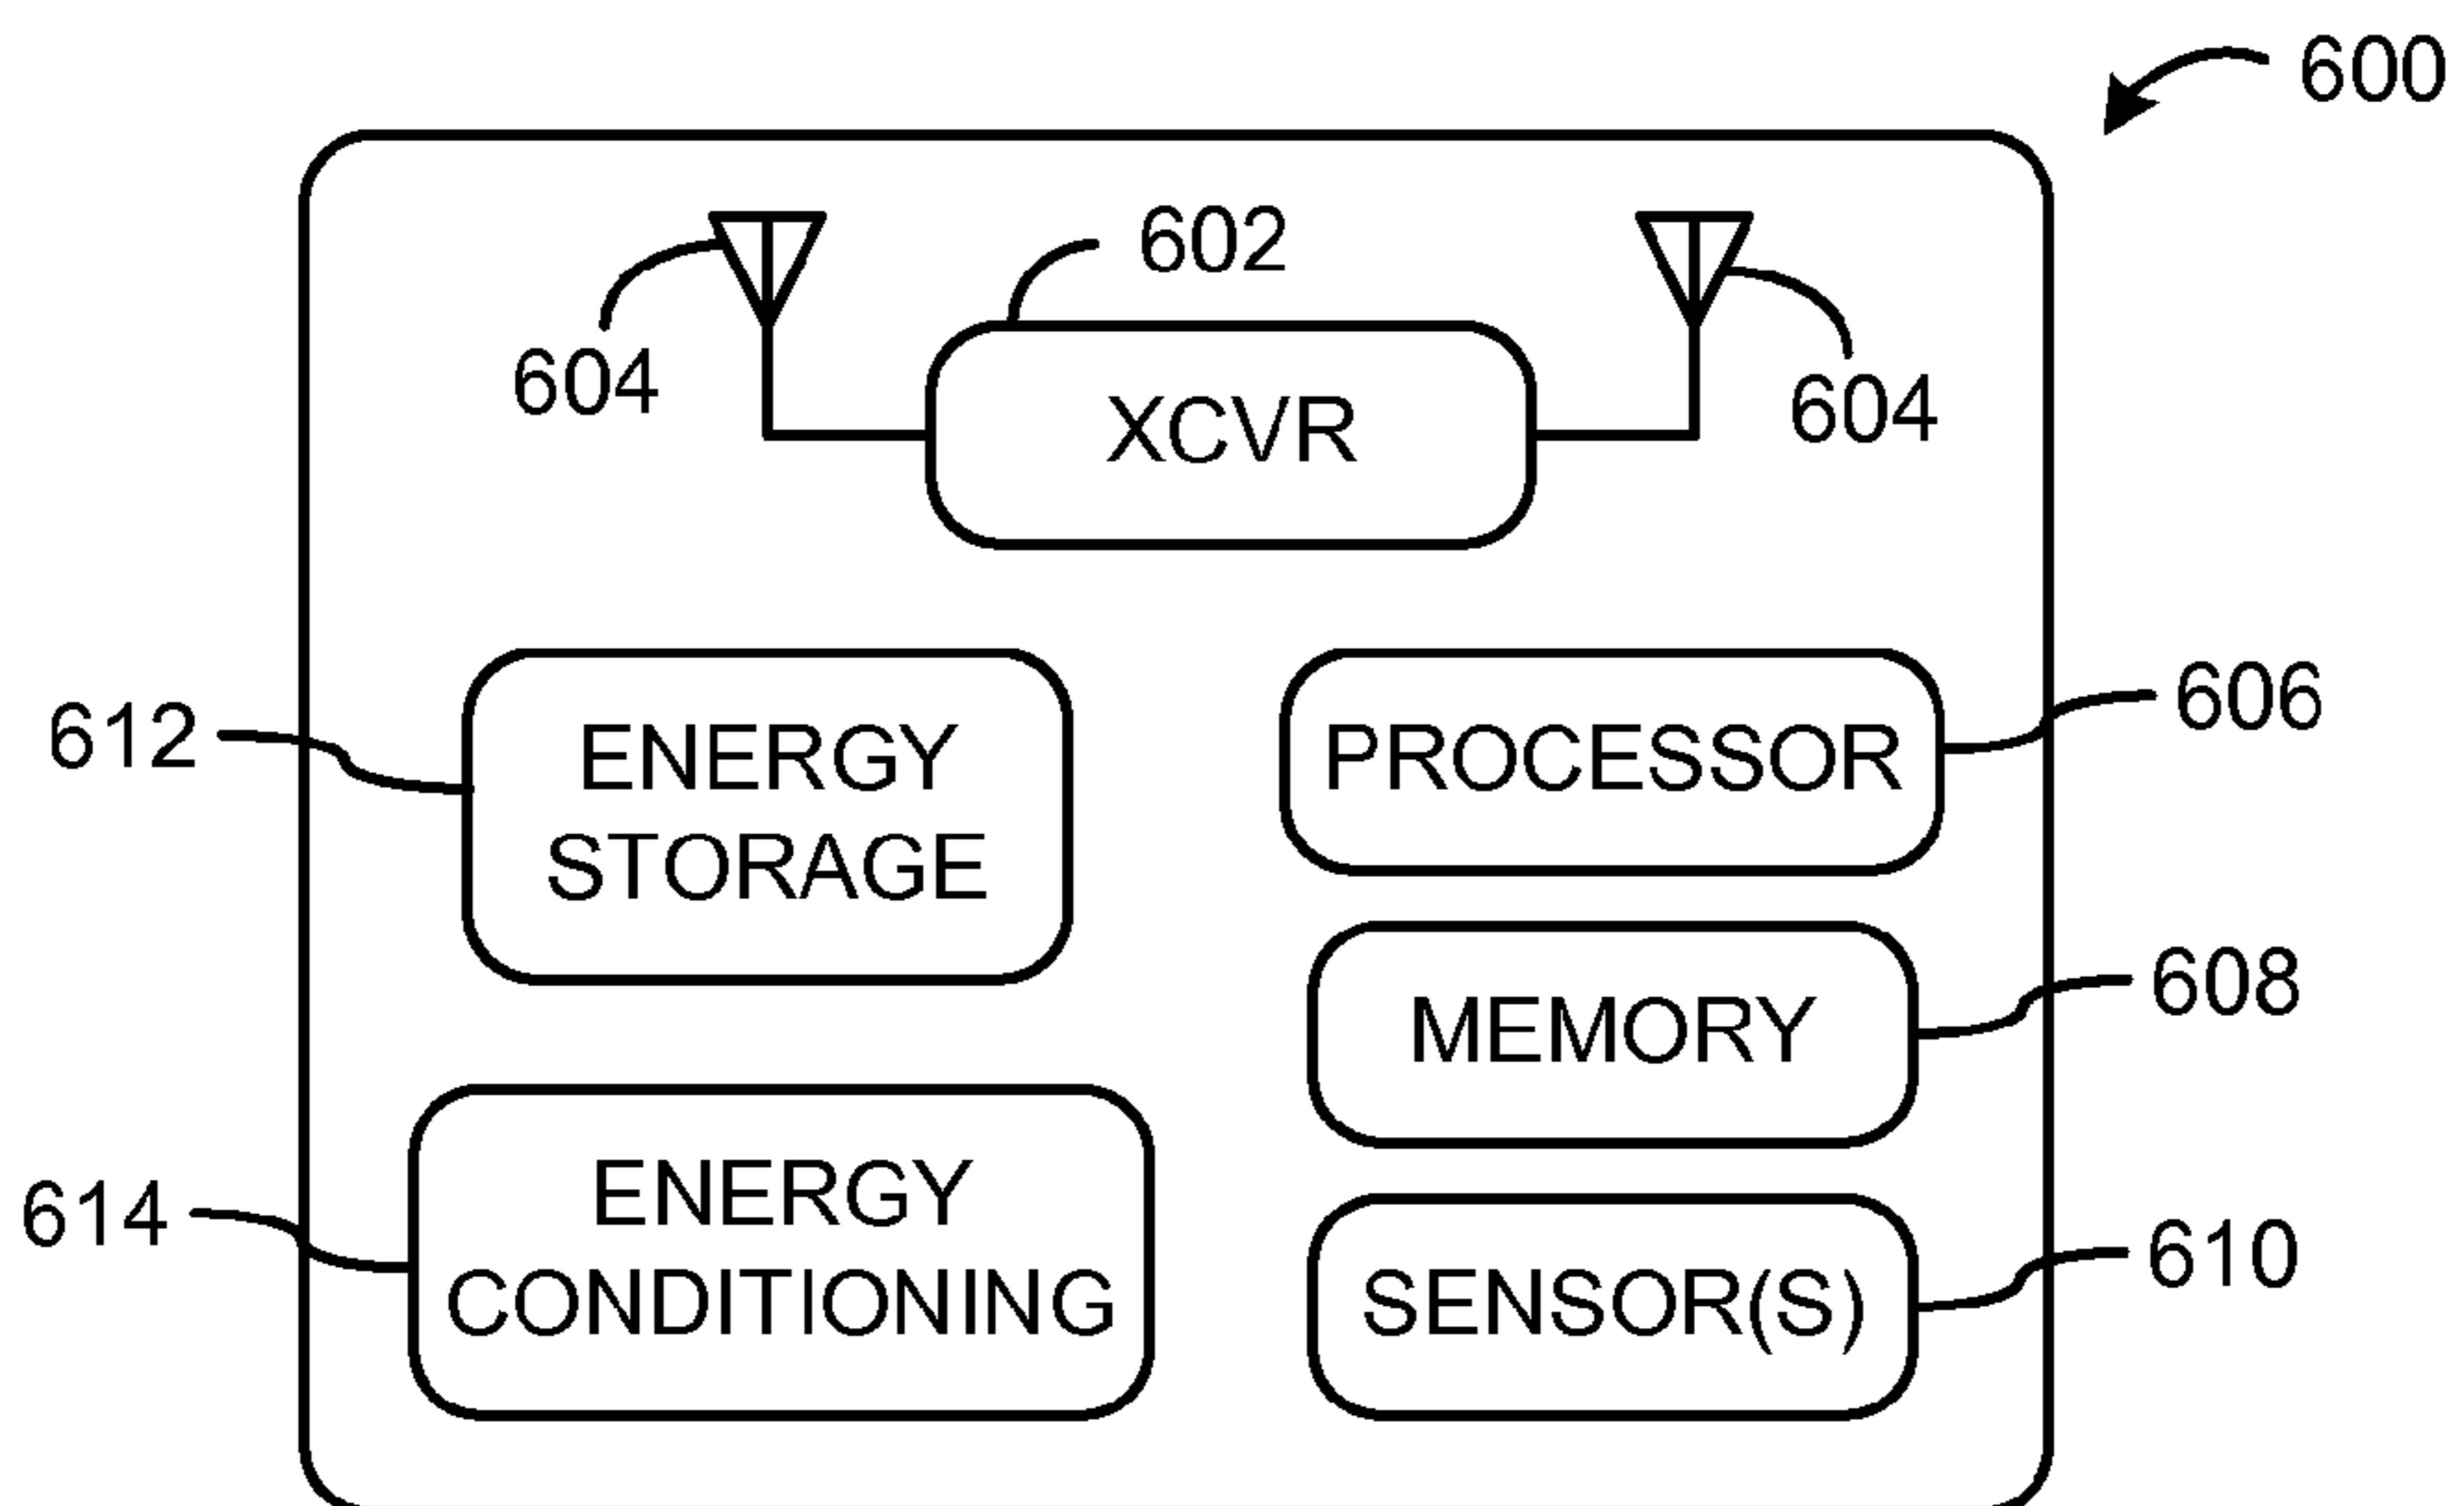 600
602
604
604
XCVR
612
606
ENERGY
STORAGE
PROCESSOR
608
MEMORY
614
ENERGY
CONDITIONING
610
SENSOR(S)